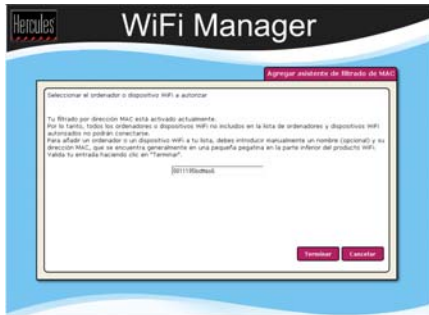 Hercules
WiFi Manager
Agregar asistente de filtrado de MAC
Seleccionar el ordenador o dispositivo WiFi a autorizar
Tu filtrado por dirección MAC está activado actualmente.
Por lo tanto, todos los ordenadores o dispositivos WiFi no incluidos en la lista de ordenadores y dispositivos WiFi
autorizados no podrán conectarse.
Para añadir un ordenador o un dispositivo WiFi a tu lista, debes introducir manualmente un nombre (opcional) y su
dirección MAC, que se encuentra generalmente en una pequeña pegatina en la parte inferior del producto WiFi.
Valida tu entrada haciendo clic en "Terminar".
Terminar Cancelar